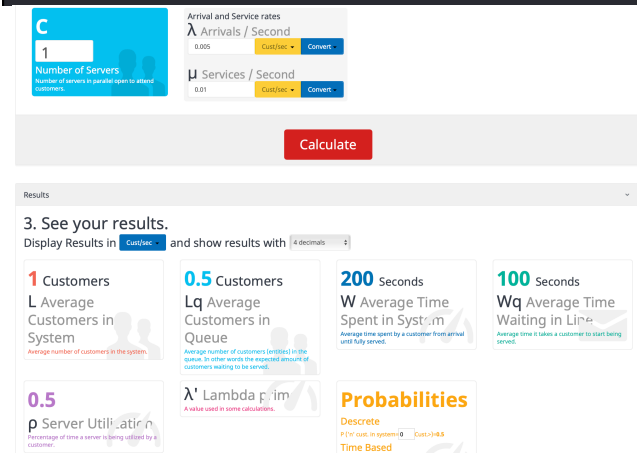 C
1
Number of Servers
Number of servers in parallel open to attend
customers.
Arrival and Service rates
λ Arrivals / Second
0.005 Cust/sec Convert
μ Services / Second
0.01 Cust/sec Convert
Calculate
Results
3. See your results.
Display Results in Cust/sec and show results with 4 decimals
1 Customers
L Average
Customers in
System
Average number of customers in the system.
0.5 Customers
Lq Average
Customers in
Queue
Average number of customers (entities) in the
queue. In other words the expected amount of
customers waiting to be served.
200 Seconds
W Average Time
Spent in System
Average time spent by a customer from arrival
until fully served.
100 Seconds
Wq Average Time
Waiting in Line
Average time it takes a customer to start being
served.
0.5
ρ Server Utilization
Percentage of time a server is being utilized by a
customer.
λ' Lambda prim
A value used in some calculations.
Probabilities
Descrete
P ('n' cust. in system= 0 Cust.)=0.5
Time Based